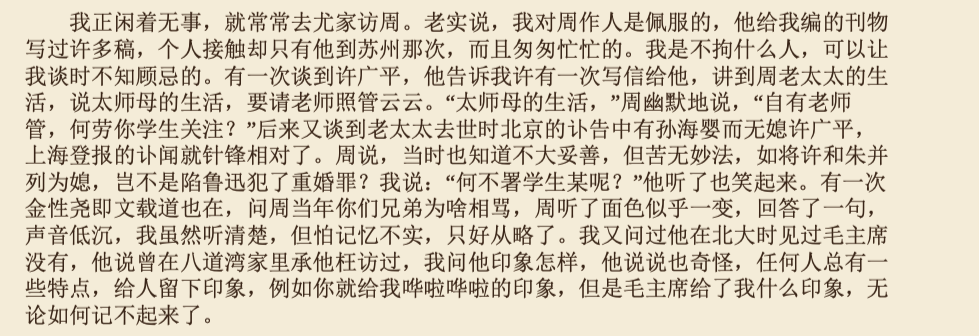 我正闲着无事，就常常去尤家访周。老实说，我对周作人是佩服的，他给我编的刊物
写过许多稿，个人接触却只有他到苏州那次，而且匆匆忙忙的。我是不拘什么人，可以让
我谈时不知顾忌的。有一次谈到许广平，他告诉我许有一次写信给他，讲到周老太太的生
活，说太师母的生活，要请老师照管云云。“太师母的生活，”周幽默地说，“自有老师
管，何劳你学生关注？”后来又谈到老太太去世时北京的讣告中有孙海婴而无媳许广平，
上海登报的讣闻就针锋相对了。周说，当时也知道不大妥善，但苦无妙法，如将许和朱并
列为媳，岂不是陷鲁迅犯了重婚罪？我说：“何不署学生某呢？”他听了也笑起来。有一次
金性尧即文载道也在，问周当年你们兄弟为啥相骂，周听了面色似乎一变，回答了一句，
声音低沉，我虽然听清楚，但怕记忆不实，只好从略了。我又问过他在北大时见过毛主席
没有，他说曾在八道湾家里承他枉访过，我问他印象怎样，他说说也奇怪，任何人总有一
些特点，给人留下印象，例如你就给我哗啦哗啦的印象，但是毛主席给了我什么印象，无
论如何记不起来了。